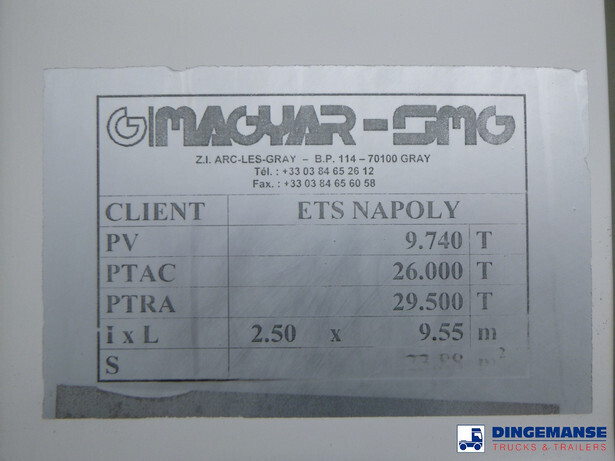 G MAGYAR-SMG
Z.I. ARC-LES-GRAY – B.P. 114 – 70100 GRAY
Tél. : +33 03 84 65 26 12
Fax. : +33 03 84 65 60 58
CLIENT ETS NAPOLY
PV 9.740 T
PTAC 26.000 T
PTRA 29.500 T
i x L 2.50 x 9.55 m
S m²
DINGEMANSE
TRUCKS & TRAILERS